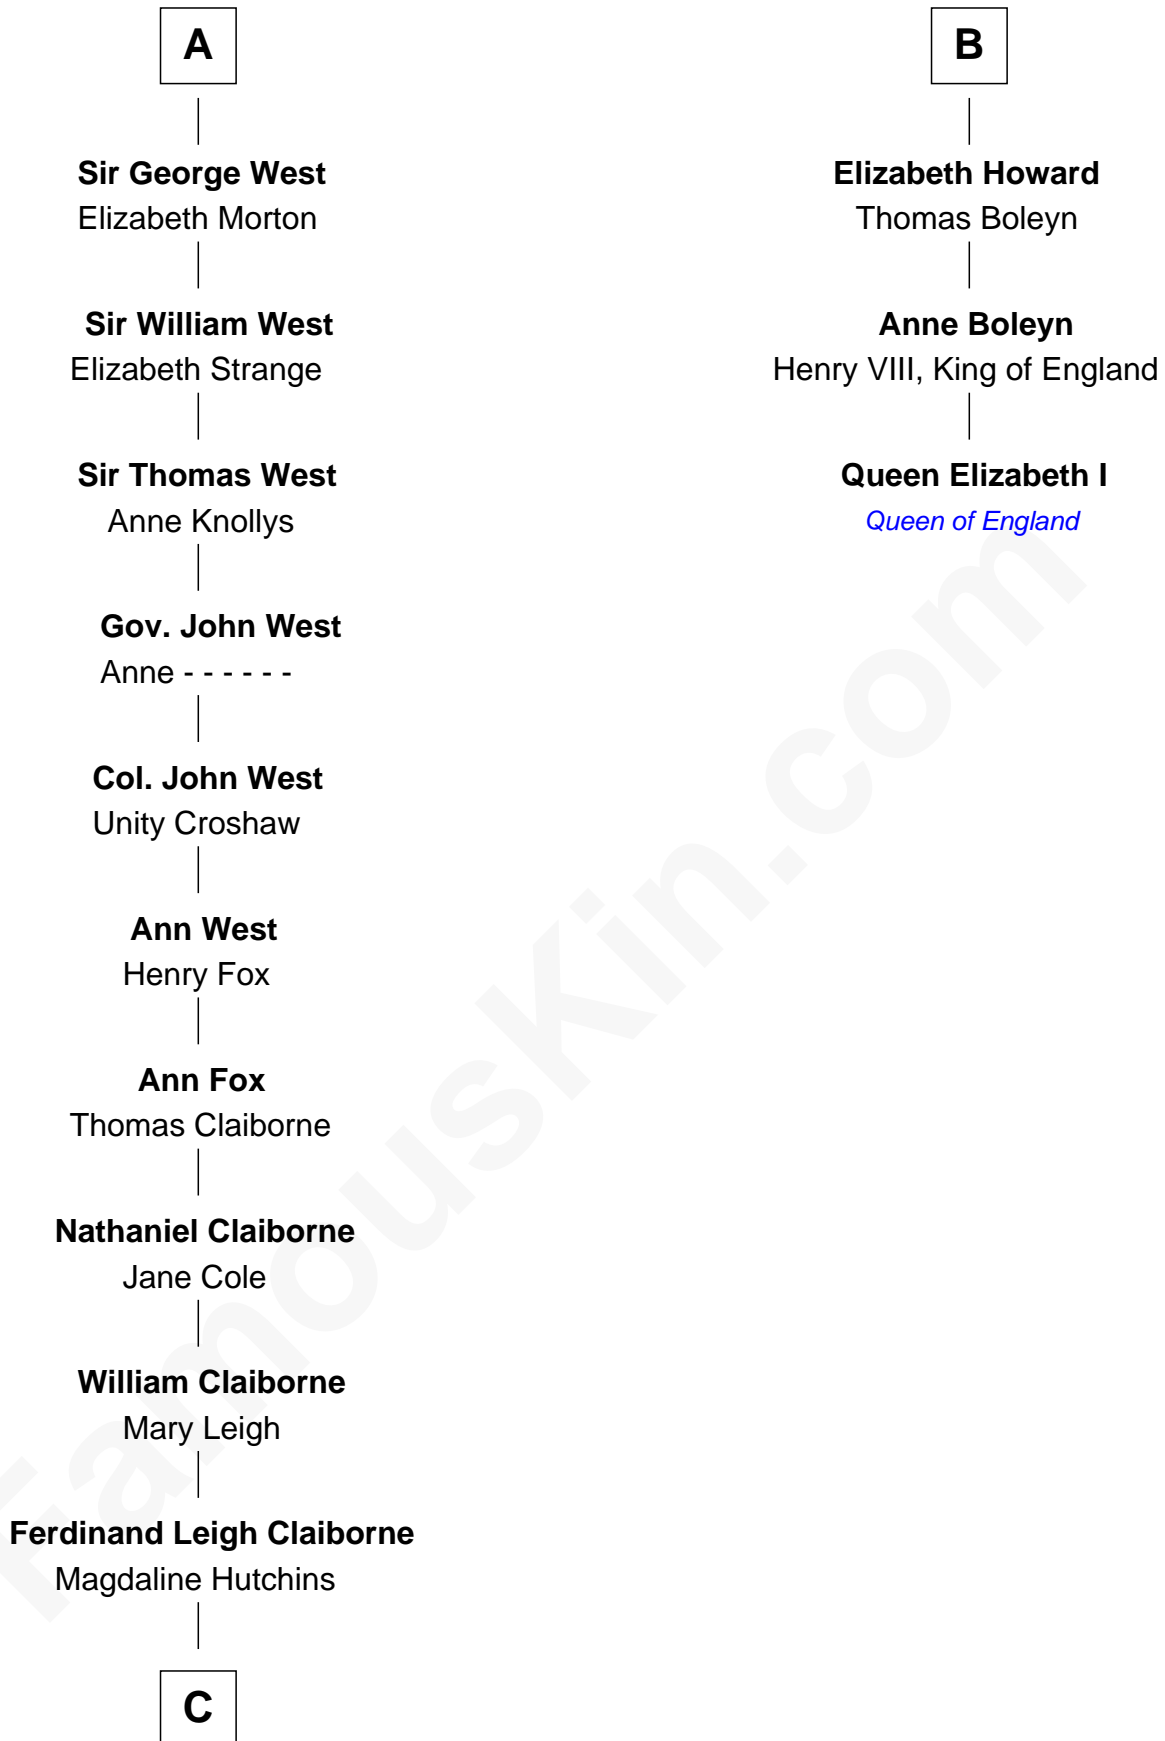 A
Sir George West
Elizabeth Morton
Sir William West
Elizabeth Strange
Sir Thomas West
Anne Knollys
Gov. John West
Anne - - - - - -
Col. John West
Unity Croshaw
Ann West
Henry Fox
Ann Fox
Thomas Claiborne
Nathaniel Claiborne
Jane Cole
William Claiborne
Mary Leigh
Ferdinand Leigh Claiborne
Magdaline Hutchins
C
B
Elizabeth Howard
Thomas Boleyn
Anne Boleyn
Henry VIII, King of England
Queen Elizabeth I
Queen of England
FamousKin.com